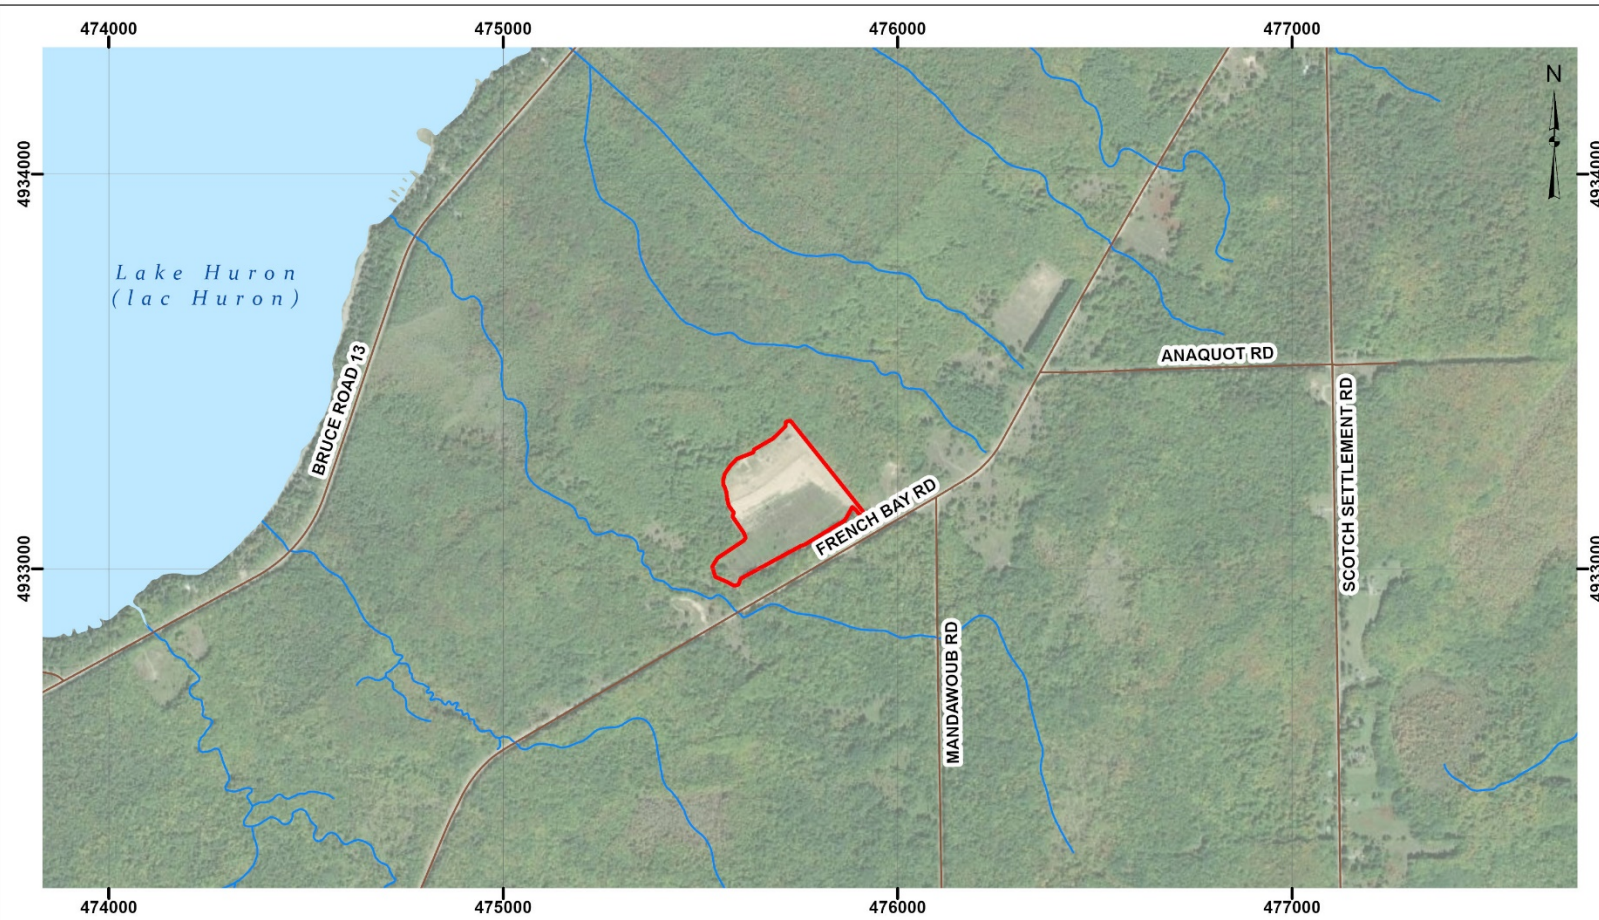 474000
475000
476000
477000
N
4934000
4934000
Lake Huron
(lac Huron)
BRUCE ROAD 13
ANAQUOT RD
SCOTCH SETTLEMENT RD
FRENCH BAY RD
4933000
4933000
MANDAWOUB RD
474000
475000
476000
477000